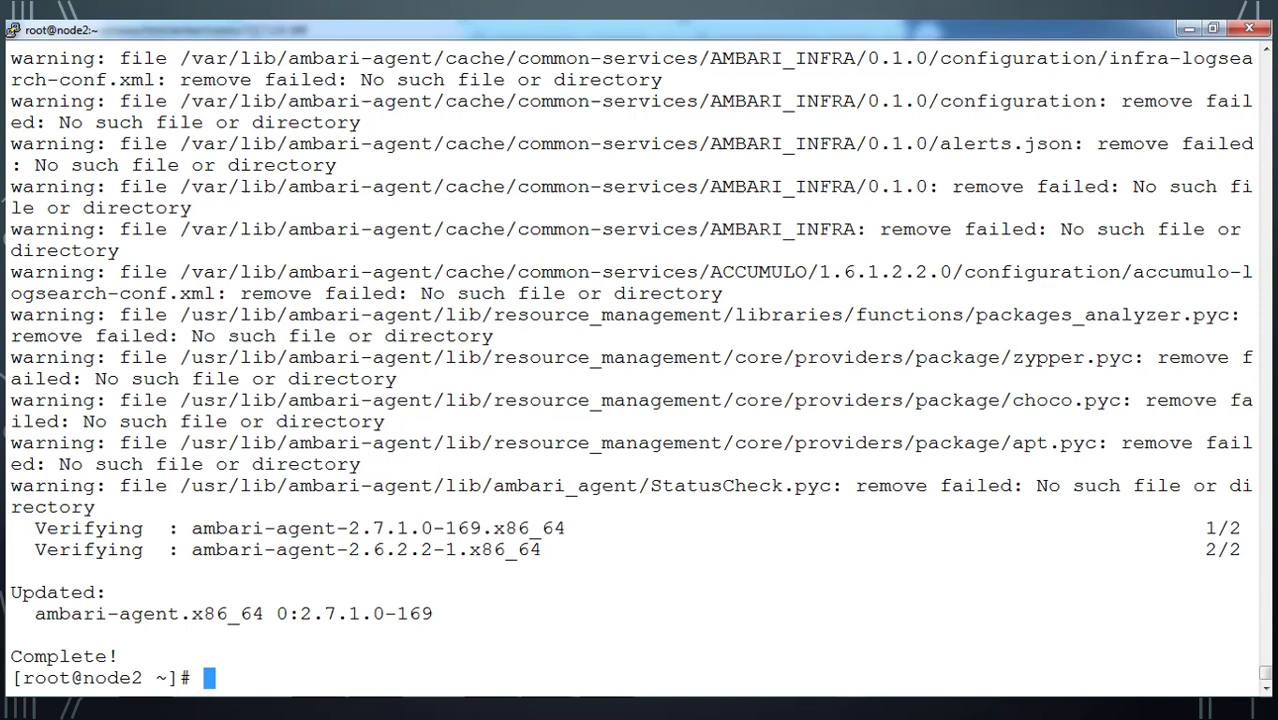 root@node2:~
warning: file /var/lib/ambari-agent/cache/common-services/AMBARI_INFRA/0.1.0/configuration/infra-logsea
rch-conf.xml: remove failed: No such file or directory
warning: file /var/lib/ambari-agent/cache/common-services/AMBARI_INFRA/0.1.0/configuration: remove fail
ed: No such file or directory
warning: file /var/lib/ambari-agent/cache/common-services/AMBARI_INFRA/0.1.0/alerts.json: remove failed
: No such file or directory
warning: file /var/lib/ambari-agent/cache/common-services/AMBARI_INFRA/0.1.0: remove failed: No such fi
le or directory
warning: file /var/lib/ambari-agent/cache/common-services/AMBARI_INFRA: remove failed: No such file or
directory
warning: file /var/lib/ambari-agent/cache/common-services/ACCUMULO/1.6.1.2.2.0/configuration/accumulo-l
ogsearch-conf.xml: remove failed: No such file or directory
warning: file /usr/lib/ambari-agent/lib/resource_management/libraries/functions/packages_analyzer.pyc:
remove failed: No such file or directory
warning: file /usr/lib/ambari-agent/lib/resource_management/core/providers/package/zypper.pyc: remove f
ailed: No such file or directory
warning: file /usr/lib/ambari-agent/lib/resource_management/core/providers/package/choco.pyc: remove fa
iled: No such file or directory
warning: file /usr/lib/ambari-agent/lib/resource_management/core/providers/package/apt.pyc: remove fail
ed: No such file or directory
warning: file /usr/lib/ambari-agent/lib/ambari_agent/StatusCheck.pyc: remove failed: No such file or di
rectory
  Verifying  : ambari-agent-2.7.1.0-169.x86_64 1/2
  Verifying  : ambari-agent-2.6.2.2-1.x86_64 2/2
Updated:
  ambari-agent.x86_64 0:2.7.1.0-169
Complete!
[root@node2 ~]#